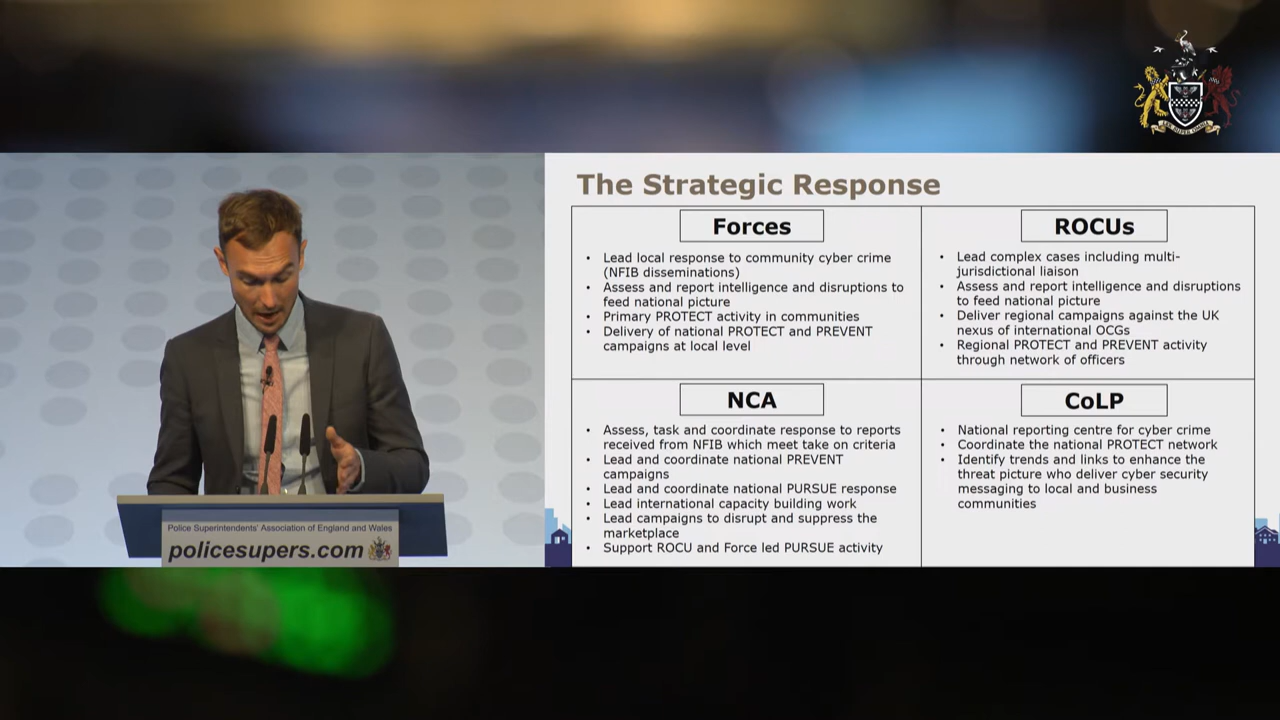 The Strategic Response
Forces
• Lead local response to community cyber crime
(NFIB disseminations)
• Assess and report intelligence and disruptions to
feed national picture
• Primary PROTECT activity in communities
• Delivery of national PROTECT and PREVENT
campaigns at local level
ROCUs
• Lead complex cases including multi-
jurisdictional liaison
• Assess and report intelligence and disruptions
to feed national picture
• Deliver regional campaigns against the UK
nexus of international OCGs
• Regional PROTECT and PREVENT activity
through network of officers
NCA
• Assess, task and coordinate response to reports
received from NFIB which meet take on criteria
• Lead and coordinate national PREVENT
campaigns
• Lead and coordinate national PURSUE response
• Lead international capacity building work
• Lead campaigns to disrupt and suppress the
marketplace
• Support ROCU and Force led PURSUE activity
CoLP
• National reporting centre for cyber crime
• Coordinate the national PROTECT network
• Identify trends and links to enhance the
threat picture who deliver cyber security
messaging to local and business
communities
Police Superintendents' Association of England and Wales
policesupers.com